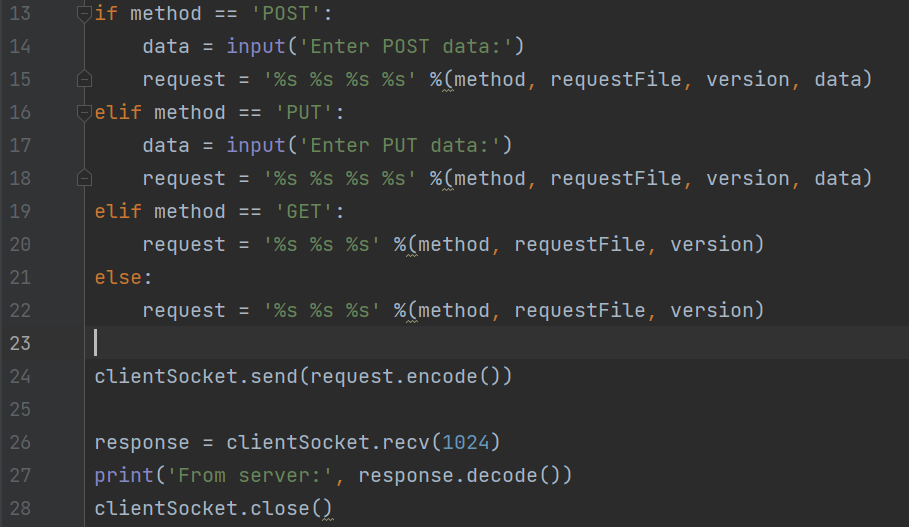 13 if method == 'POST':
14     data = input('Enter POST data:')
15     request = '%s %s %s %s' %(method, requestFile, version, data)
16 elif method == 'PUT':
17     data = input('Enter PUT data:')
18     request = '%s %s %s %s' %(method, requestFile, version, data)
19 elif method == 'GET':
20     request = '%s %s %s' %(method, requestFile, version)
21 else:
22     request = '%s %s %s' %(method, requestFile, version)
23
24 clientSocket.send(request.encode())
25
26 response = clientSocket.recv(1024)
27 print('From server:', response.decode())
28 clientSocket.close()